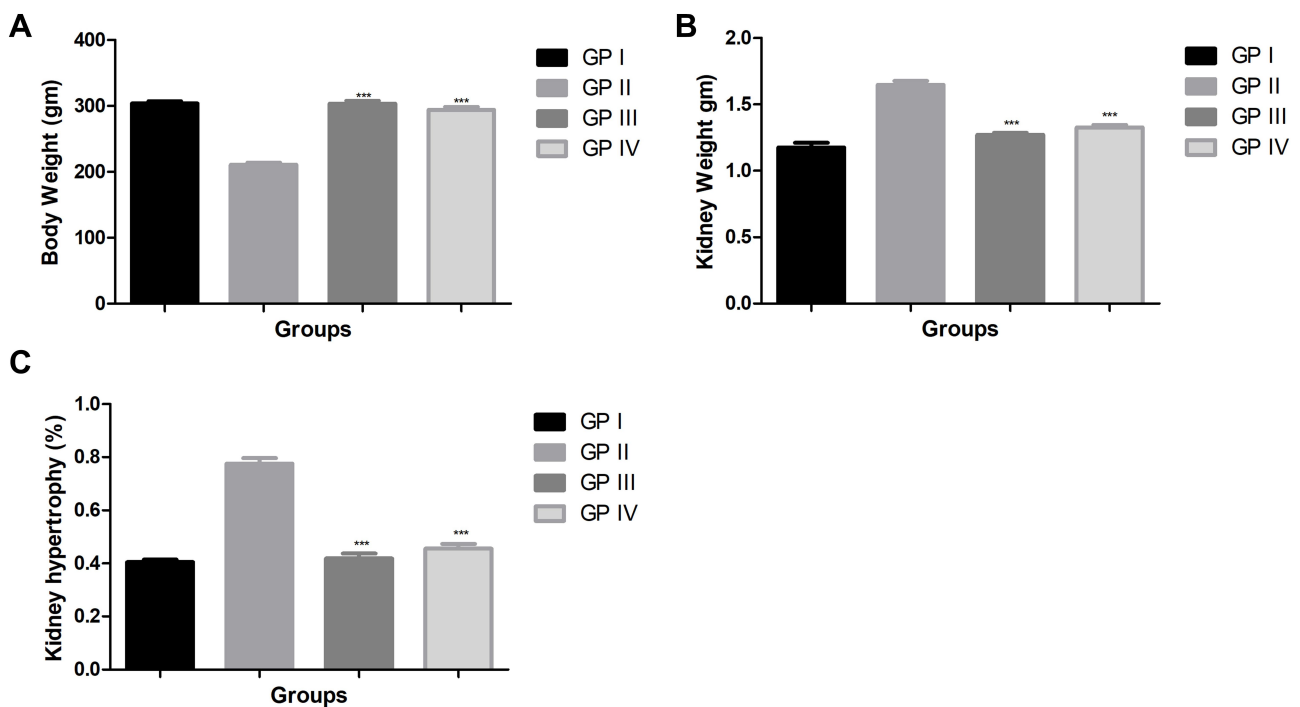 A
Body Weight (gm)
400
300
200
100
0
***
***
Groups
GP I
GP II
GP III
GP IV
B
Kidney Weight gm)
2.0
1.5
1.0
0.5
0.0
***
***
Groups
GP I
GP II
GP III
GP IV
C
Kidney hypertrophy (%)
1.0
0.8
0.6
0.4
0.2
0.0
***
***
Groups
GP I
GP II
GP III
GP IV